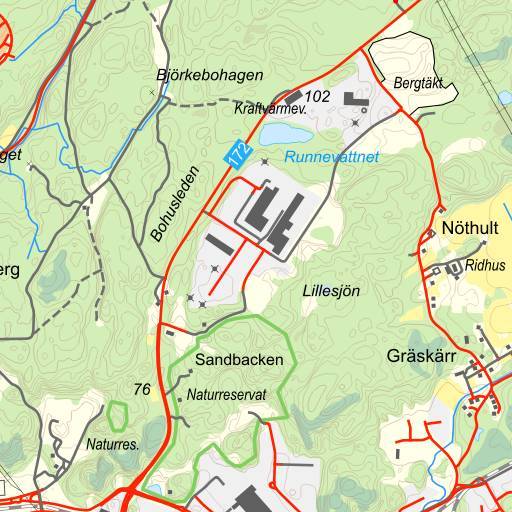 Björkebohagen
Bergtäkt
102
Kraftvärmev.
172
Runnevattnet
get
Bohusleden
Nöthult
Ridhus
erg
Lillesjön
Gräskärr
Sandbacken
76
Naturreservat
Naturres.